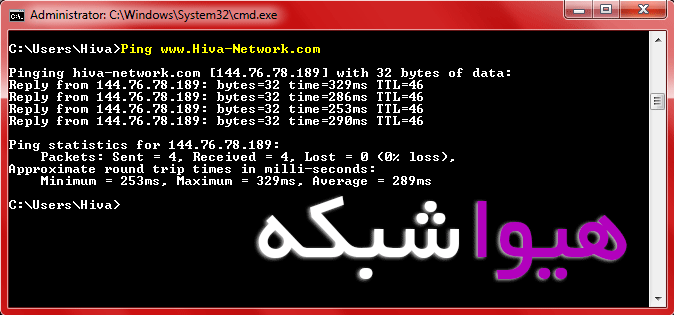 Administrator: C:\Windows\System32\cmd.exe
C:\Users\Hiva>Ping www.Hiva-Network.com
Pinging hiva-network.com [144.76.78.189] with 32 bytes of data:
Reply from 144.76.78.189: bytes=32 time=329ms TTL=46
Reply from 144.76.78.189: bytes=32 time=286ms TTL=46
Reply from 144.76.78.189: bytes=32 time=253ms TTL=46
Reply from 144.76.78.189: bytes=32 time=290ms TTL=46
Ping statistics for 144.76.78.189:
Packets: Sent = 4, Received = 4, Lost = 0 (0% loss),
Approximate round trip times in milli-seconds:
Minimum = 253ms, Maximum = 329ms, Average = 289ms
C:\Users\Hiva>
هیوا شبکه